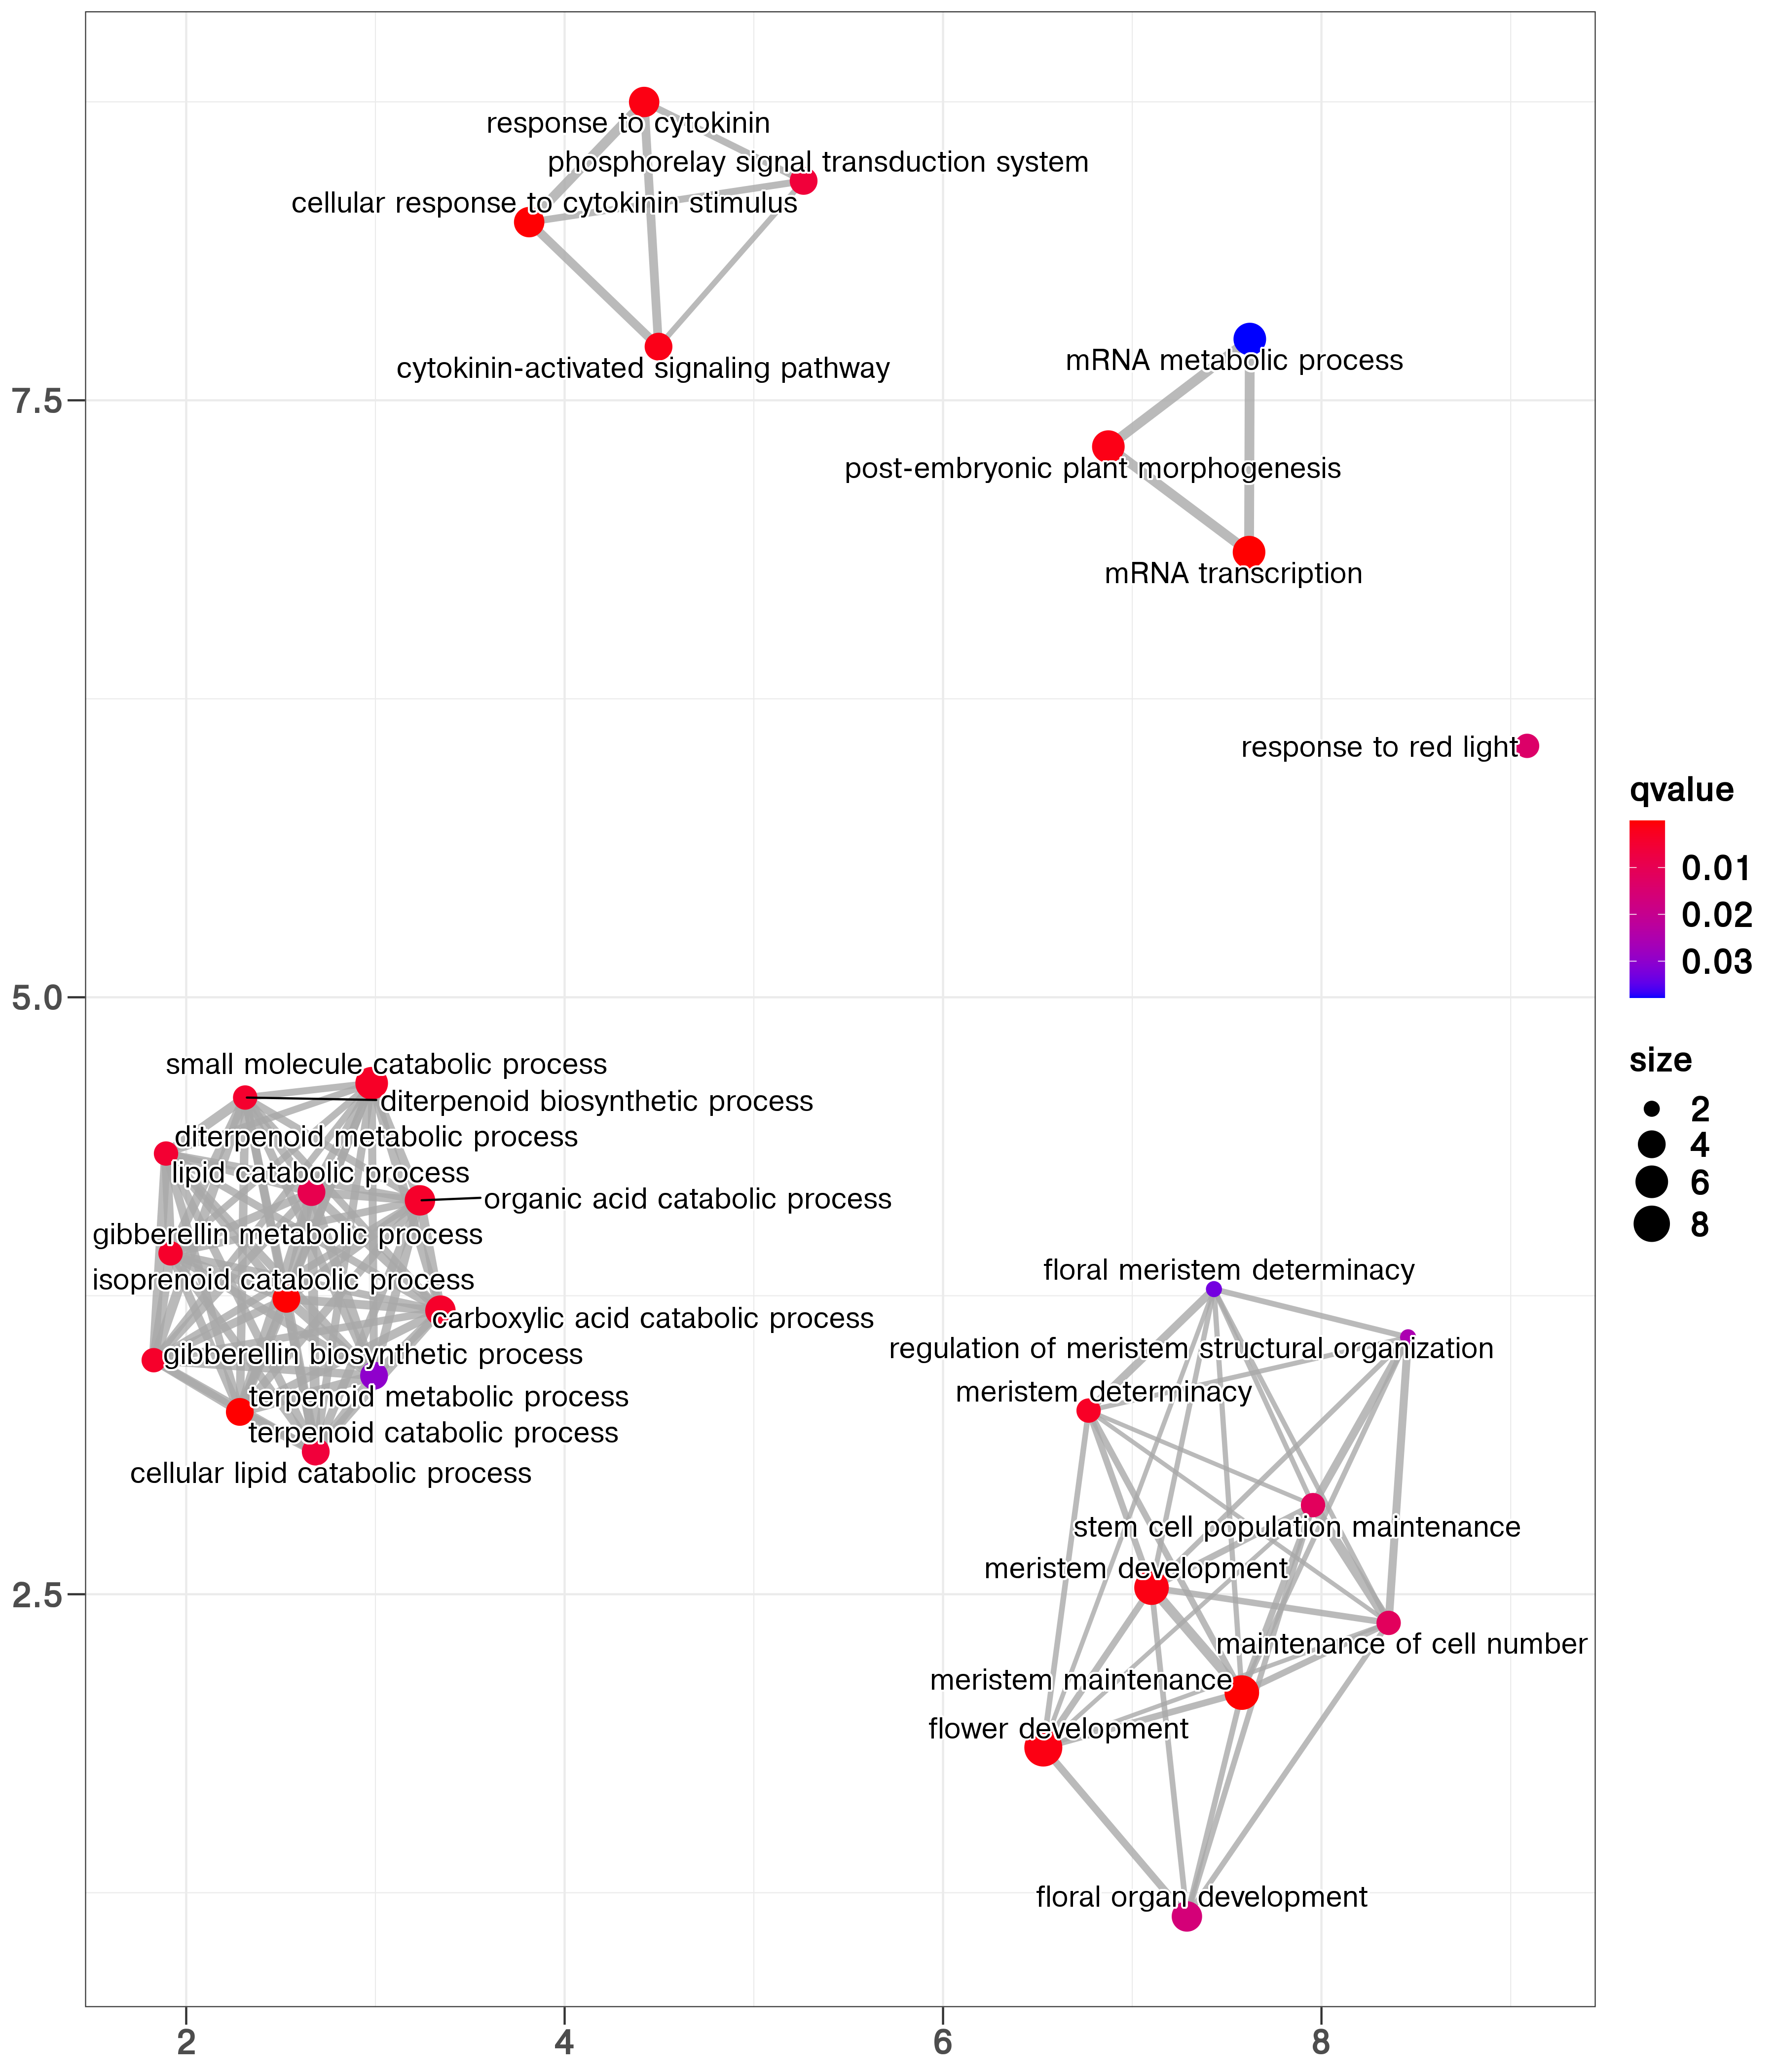 response to cytokinin
phosphorelay signal transduction system
cellular response to cytokinin stimulus
mRNA metabolic process
cytokinin-activated signaling pathway
7.5
post-embryonic plant morphogenesis
mRNA transcription
response to red light
qvalue
0.01
0.02
0.03
5.0
size
2
4
6
8
small molecule catabolic process
diterpenoid biosynthetic process
diterpenoid metabolic process
lipid catabolic process
organic acid catabolic process
gibberellin metabolic process
isoprenoid catabolic process
carboxylic acid catabolic process
gibberellin biosynthetic process
terpenoid metabolic process
terpenoid catabolic process
cellular lipid catabolic process
floral meristem determinacy
regulation of meristem structural organization
meristem determinacy
stem cell population maintenance
meristem development
2.5
maintenance of cell number
meristem maintenance
flower development
floral organ development
2
4
6
8